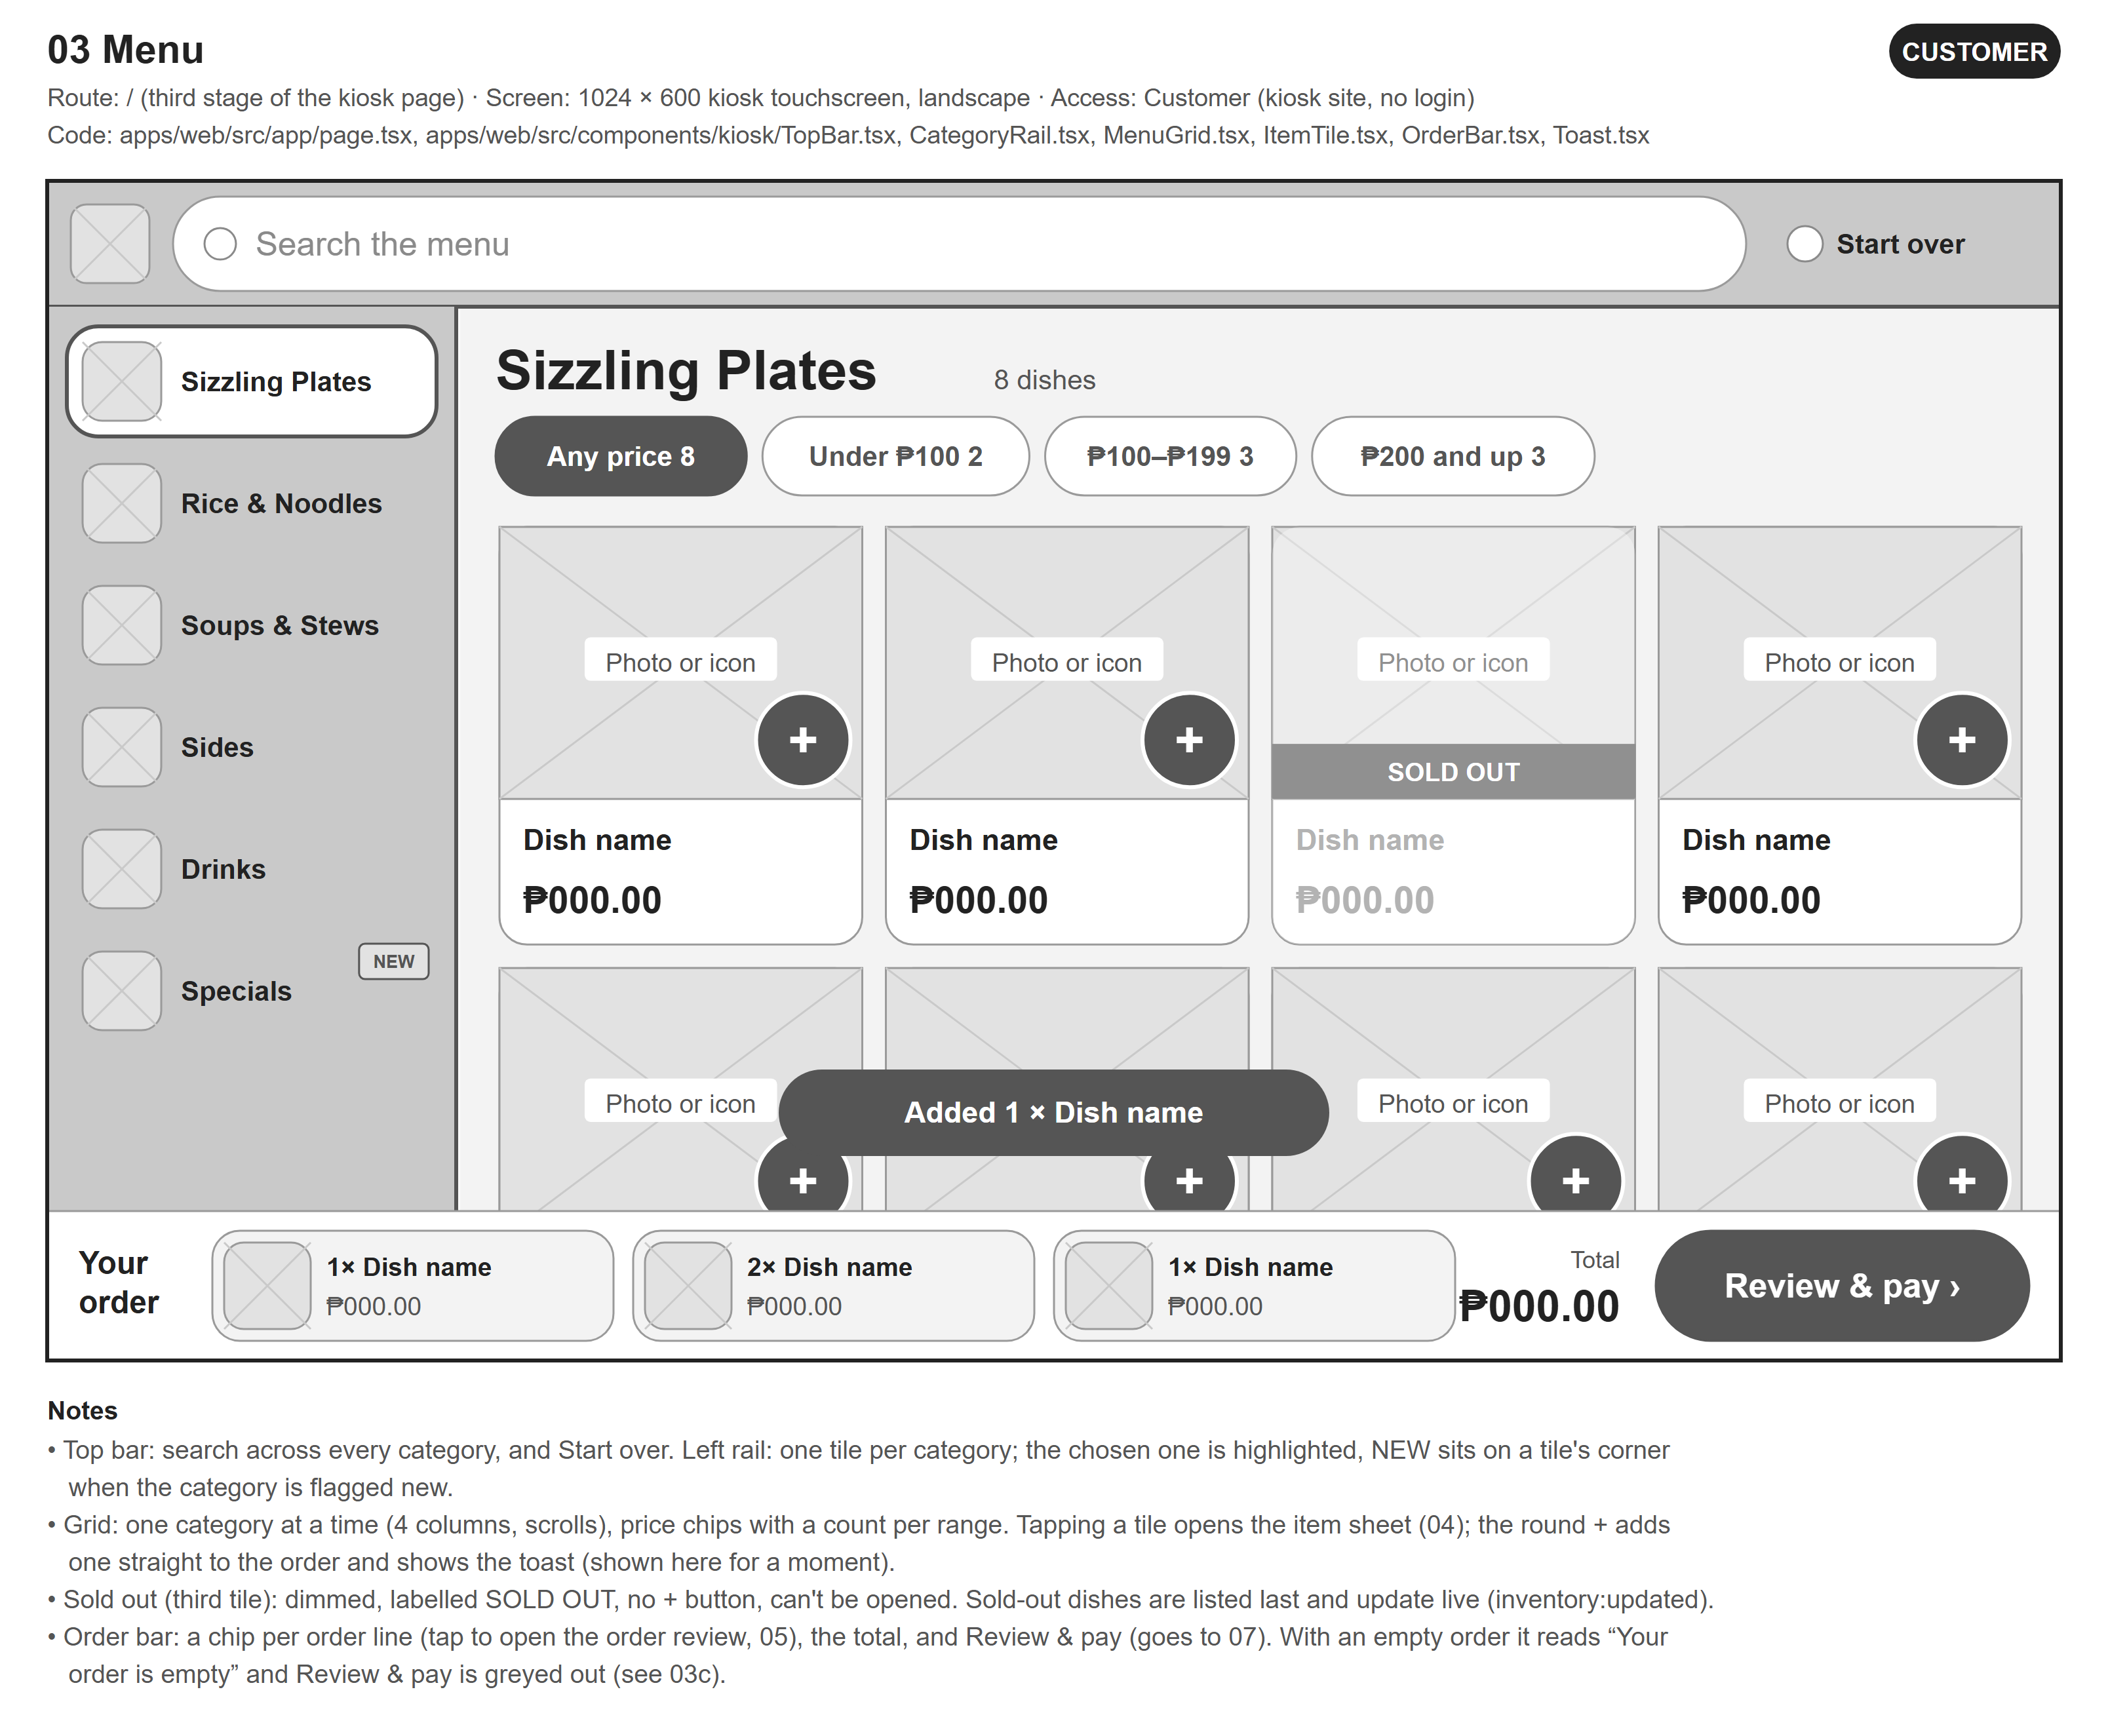 03 Menu
CUSTOMER
Route: / (third stage of the kiosk page) · Screen: 1024 × 600 kiosk touchscreen, landscape · Access: Customer (kiosk site, no login)
Code: apps/web/src/app/page.tsx, apps/web/src/components/kiosk/TopBar.tsx, CategoryRail.tsx, MenuGrid.tsx, ItemTile.tsx, OrderBar.tsx, Toast.tsx
Search the menu
Start over
Sizzling Plates
Rice & Noodles
Soups & Stews
Sides
Drinks
NEW
Specials
Sizzling Plates 8 dishes
Any price 8 Under ₱100 2 ₱100–₱199 3 ₱200 and up 3
Photo or icon Photo or icon Photo or icon Photo or icon
+ + +
SOLD OUT
Dish name Dish name Dish name Dish name
₱000.00 ₱000.00 ₱000.00 ₱000.00
Photo or icon Photo or icon Photo or icon
Added 1 × Dish name
+ + + +
Your
order
1× Dish name
₱000.00
2× Dish name
₱000.00
1× Dish name
₱000.00
Total
₱000.00
Review & pay ›
Notes
• Top bar: search across every category, and Start over. Left rail: one tile per category; the chosen one is highlighted, NEW sits on a tile's corner
when the category is flagged new.
• Grid: one category at a time (4 columns, scrolls), price chips with a count per range. Tapping a tile opens the item sheet (04); the round + adds
one straight to the order and shows the toast (shown here for a moment).
• Sold out (third tile): dimmed, labelled SOLD OUT, no + button, can't be opened. Sold-out dishes are listed last and update live (inventory:updated).
• Order bar: a chip per order line (tap to open the order review, 05), the total, and Review & pay (goes to 07). With an empty order it reads “Your
order is empty” and Review & pay is greyed out (see 03c).